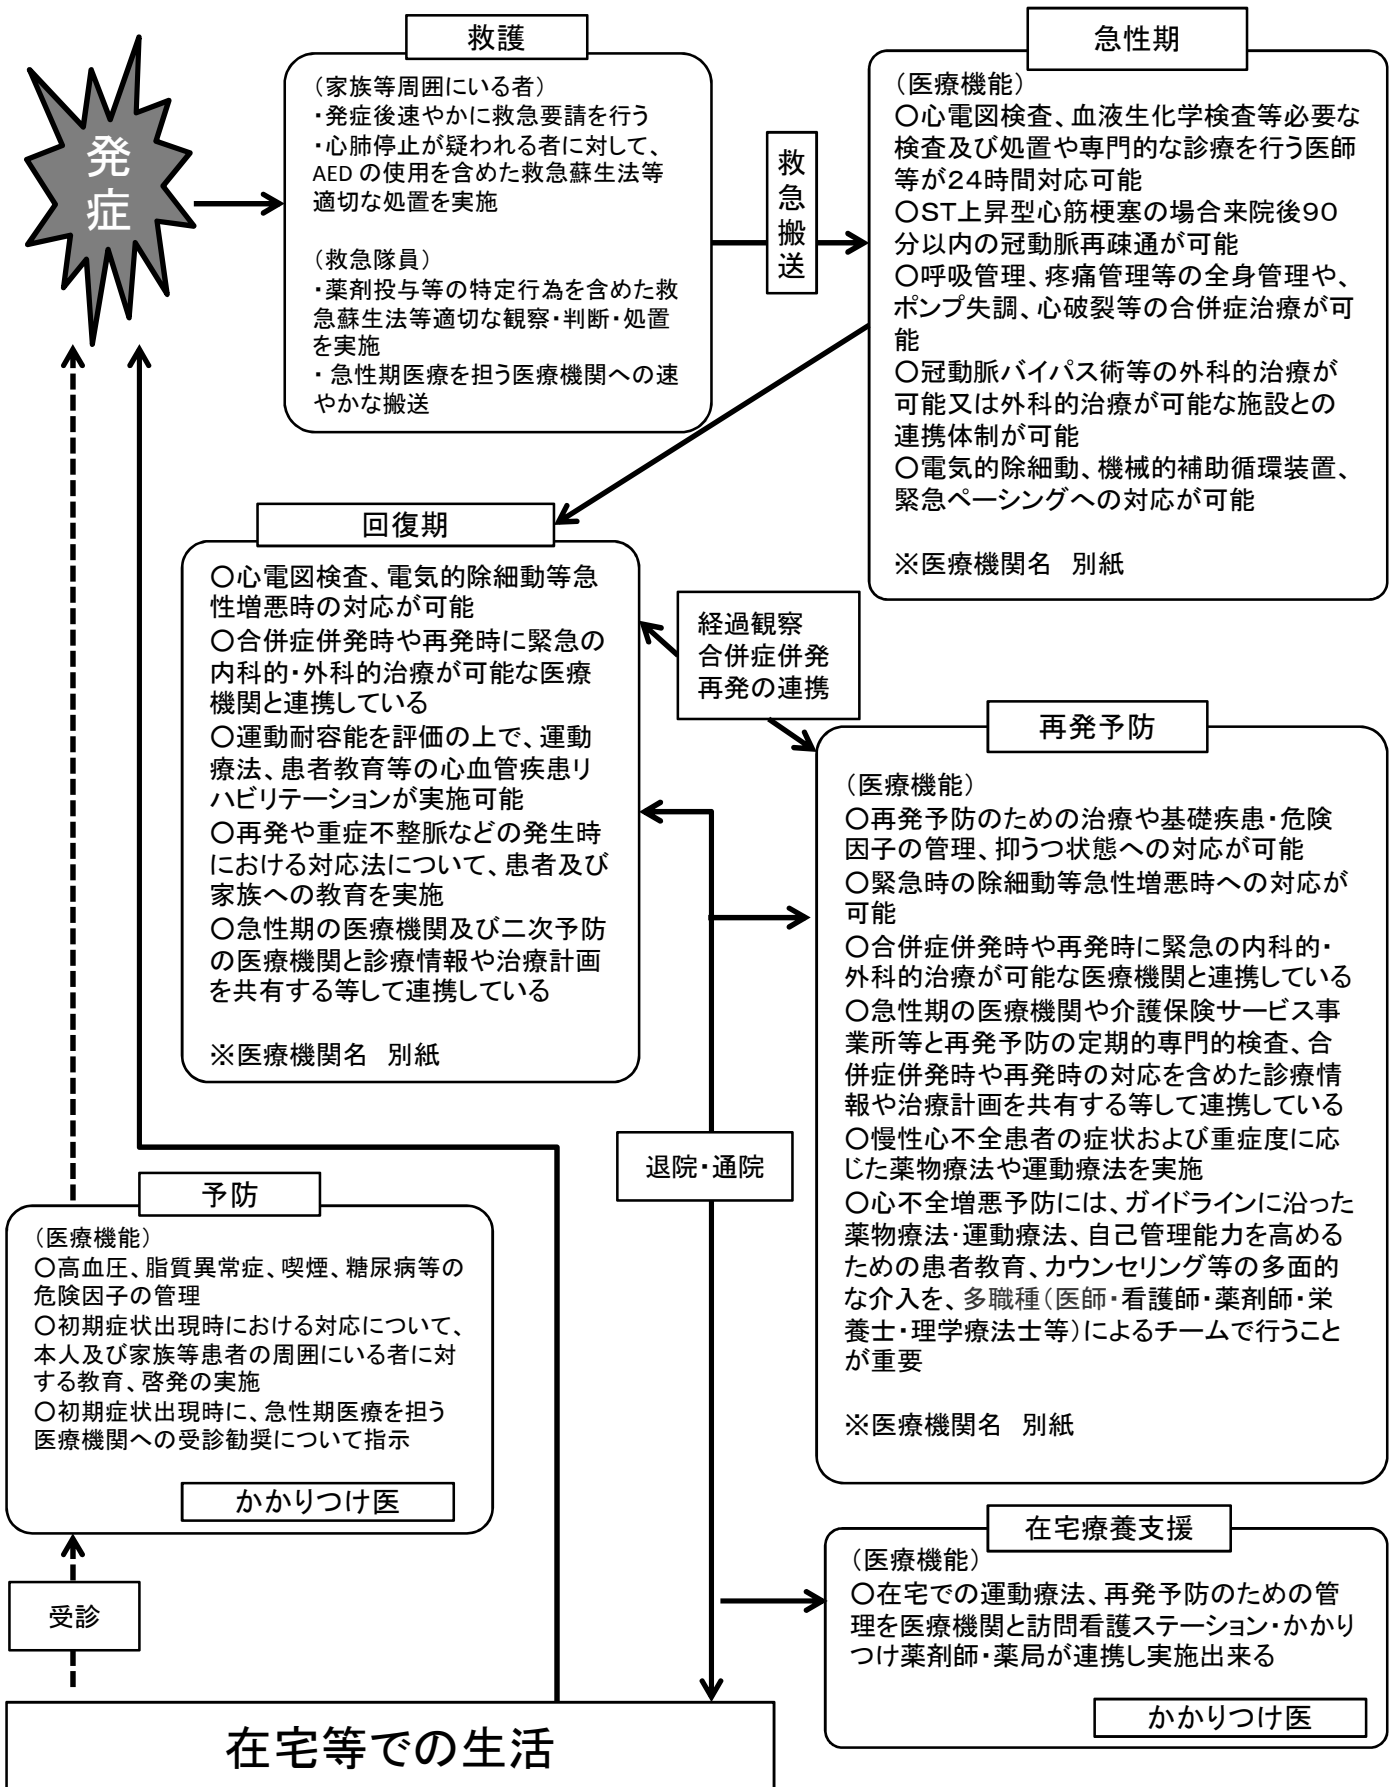 発
症
救護
（家族等周囲にいる者）
・発症後速やかに救急要請を行う
・心肺停止が疑われる者に対して、
AED の使用を含めた救急蘇生法等
適切な処置を実施
（救急隊員）
・薬剤投与等の特定行為を含めた救
急蘇生法等適切な観察・判断・処置
を実施
・ 急性期医療を担う医療機関への速
やかな搬送
救
急
搬
送
急性期
（医療機能）
○心電図検査、血液生化学検査等必要な
検査及び処置や専門的な診療を行う医師
等が２４時間対応可能
○ＳＴ上昇型心筋梗塞の場合来院後９０
分以内の冠動脈再疎通が可能
○呼吸管理、疼痛管理等の全身管理や、
ポンプ失調、心破裂等の合併症治療が可
能
○冠動脈バイパス術等の外科的治療が
可能又は外科的治療が可能な施設との
連携体制が可能
○電気的除細動、機械的補助循環装置、
緊急ペーシングへの対応が可能
※医療機関名　別紙
回復期
○心電図検査、電気的除細動等急
性増悪時の対応が可能
○合併症併発時や再発時に緊急の
内科的・外科的治療が可能な医療
機関と連携している
○運動耐容能を評価の上で、運動
療法、患者教育等の心血管疾患リ
ハビリテーションが実施可能
○再発や重症不整脈などの発生時
における対応法について、患者及び
家族への教育を実施
○急性期の医療機関及び二次予防
の医療機関と診療情報や治療計画
を共有する等して連携している
※医療機関名　別紙
経過観察
合併症併発
再発の連携
再発予防
（医療機能）
○再発予防のための治療や基礎疾患・危険
因子の管理、抑うつ状態への対応が可能
○緊急時の除細動等急性増悪時への対応が
可能
○合併症併発時や再発時に緊急の内科的・
外科的治療が可能な医療機関と連携している
○急性期の医療機関や介護保険サービス事
業所等と再発予防の定期的専門的検査、合
併症併発時や再発時の対応を含めた診療情
報や治療計画を共有する等して連携している
○慢性心不全患者の症状および重症度に応
じた薬物療法や運動療法を実施
○心不全増悪予防には、ガイドラインに沿った
薬物療法・運動療法、自己管理能力を高める
ための患者教育、カウンセリング等の多面的
な介入を、多職種（医師・看護師・薬剤師・栄
養士・理学療法士等）によるチームで行うこと
が重要
※医療機関名　別紙
退院・通院
予防
（医療機能）
○高血圧、脂質異常症、喫煙、糖尿病等の
危険因子の管理
○初期症状出現時における対応について、
本人及び家族等患者の周囲にいる者に対
する教育、啓発の実施
○初期症状出現時に、急性期医療を担う
医療機関への受診勧奨について指示
かかりつけ医
受診
在宅療養支援
（医療機能）
○在宅での運動療法、再発予防のための管
理を医療機関と訪問看護ステーション・かかり
つけ薬剤師・薬局が連携し実施出来る
かかりつけ医
在宅等での生活